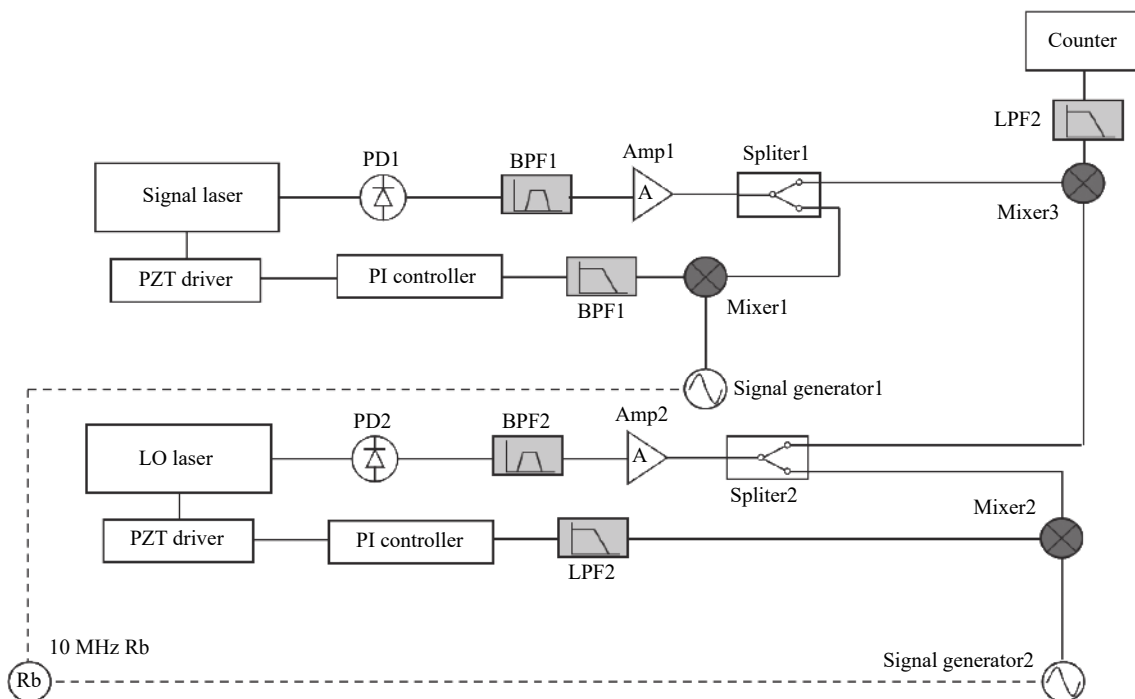 Counter
LPF2
Mixer3
Signal laser
PD1
BPF1
Amp1
A
Spliter1
PZT driver
PI controller
BPF1
Mixer1
Signal generator1
LO laser
PD2
BPF2
Amp2
A
Spliter2
Mixer2
PZT driver
PI controller
LPF2
10 MHz Rb
Rb
Signal generator2